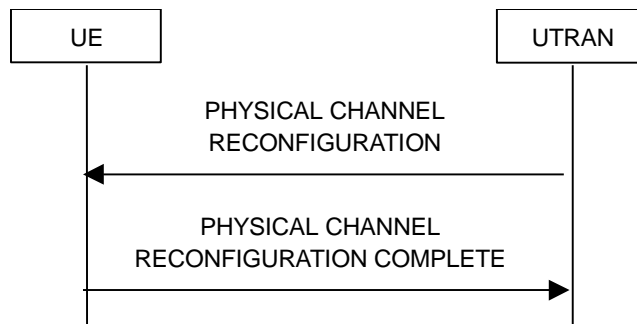 UE
UTRAN
PHYSICAL CHANNEL
RECONFIGURATION
PHYSICAL CHANNEL
RECONFIGURATION COMPLETE